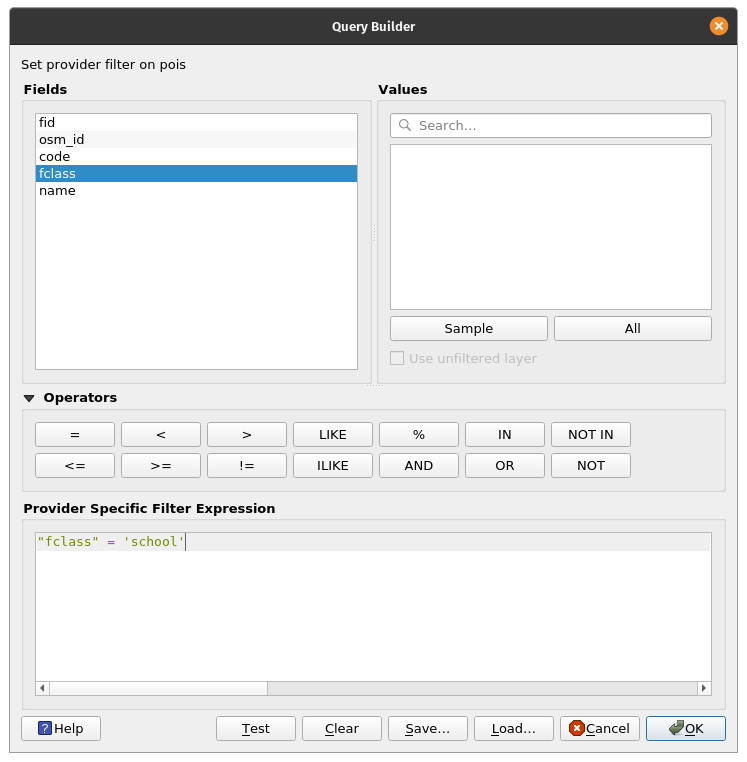 Query Builder
Set provider filter on pois
Fields
Values
fid
osm_id
code
fclass
name
Search…
Sample
All
Use unfiltered layer
Operators
= < > LIKE % IN NOT IN
<= >= != ILIKE AND OR NOT
Provider Specific Filter Expression
"fclass" = 'school'
Help Test Clear Save… Load… Cancel OK